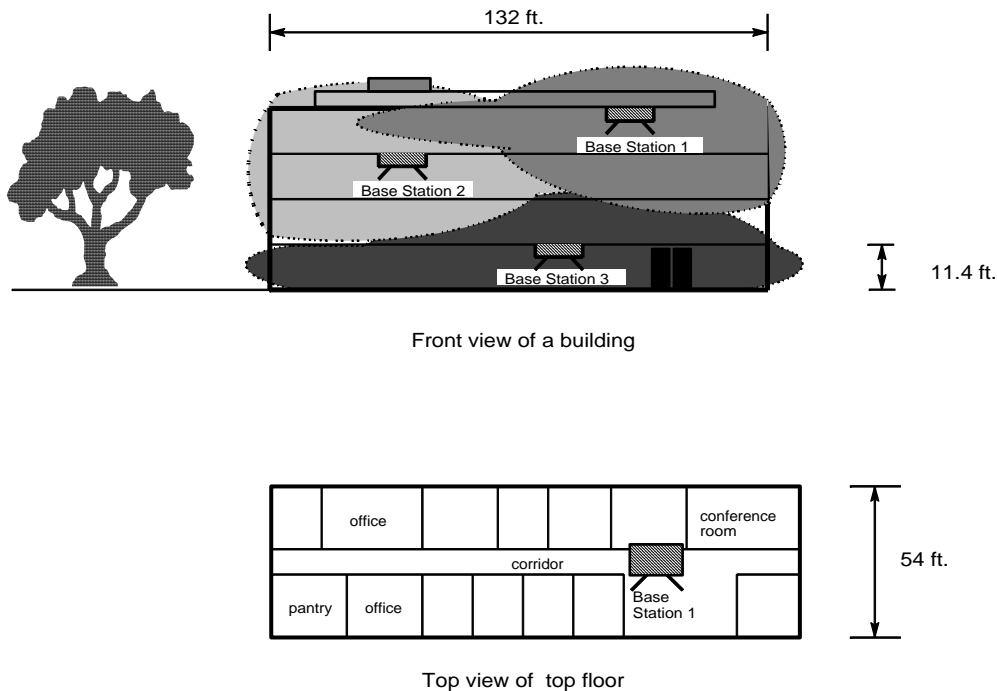 132 ft.
Base Station 1
Base Station 2
Base Station 3
11.4 ft.
Front view of a building
office
conference
room
corridor
54 ft.
pantry
office
Base
Station 1
Top view of  top floor